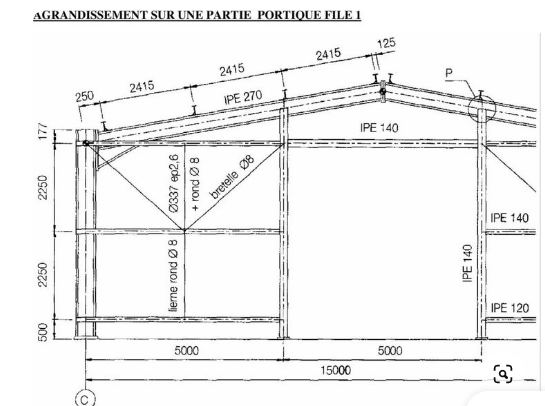 AGRANDISSEMENT SUR UNE PARTIE PORTIQUE FILE 1
125
2415
2415
2415
250
P
IPE 270
177
IPE 140
Ø337 ep2,6
+ rond Ø 8
bretelle Ø8
2250
IPE 140
2250
lierne rond Ø 8
IPE 140
IPE 120
500
5000
5000
15000
C